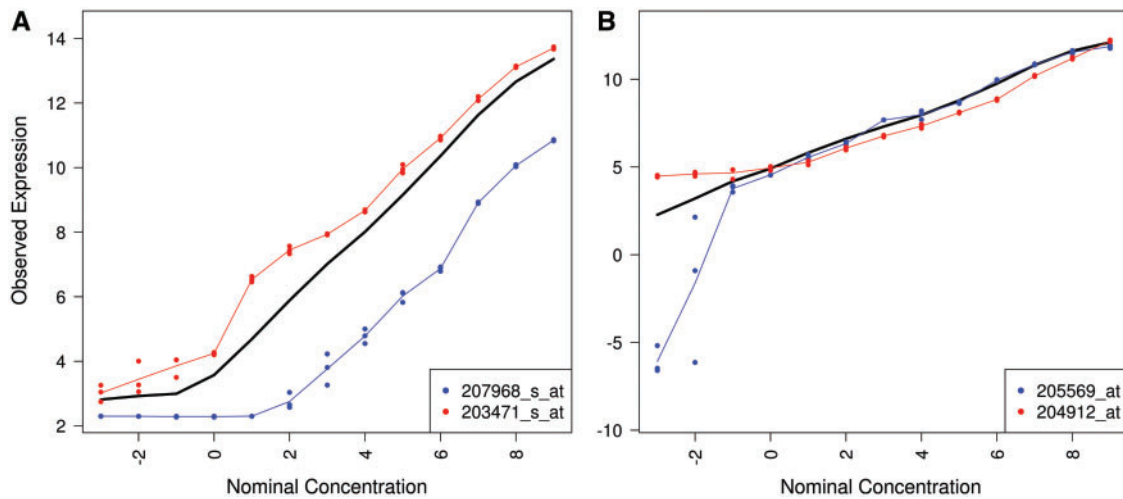 A
B
Observed Expression
14
12
10
8
6
4
2
-2
0
2
4
6
8
Nominal Concentration
207968_s_at
203471_s_at
10
5
0
-5
-10
-2
0
2
4
6
8
Nominal Concentration
205569_at
204912_at